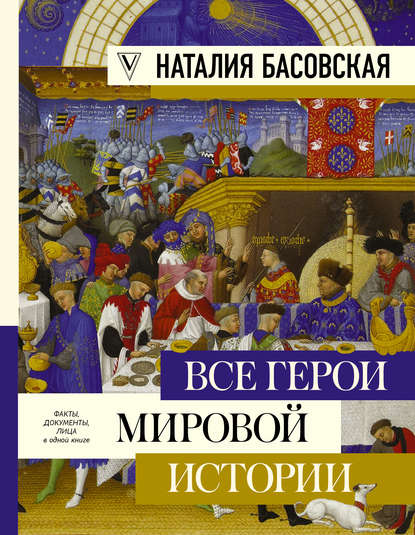 НАТАЛИЯ БАСОВСКАЯ
ВСЕ ГЕРОИ
МИРОВОЙ
ИСТОРИИ
ФАКТЫ,
ДОКУМЕНТЫ,
ЛИЦА
в одной книге